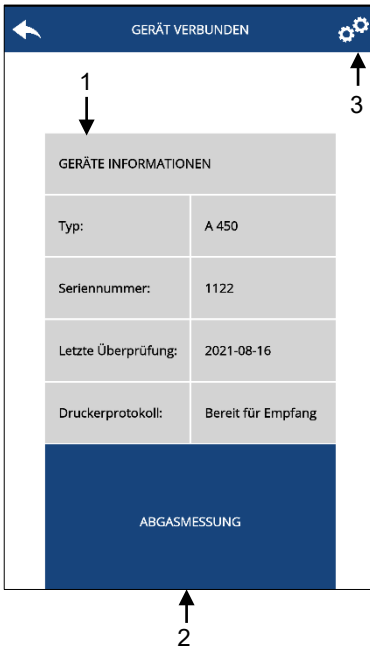 GERÄT VERBUNDEN
1
3
GERÄTE INFORMATIONEN
Typ: A 450
Seriennummer: 1122
Letzte Überprüfung: 2021-08-16
Druckerprotokoll: Bereit für Empfang
ABGASMESSUNG
2